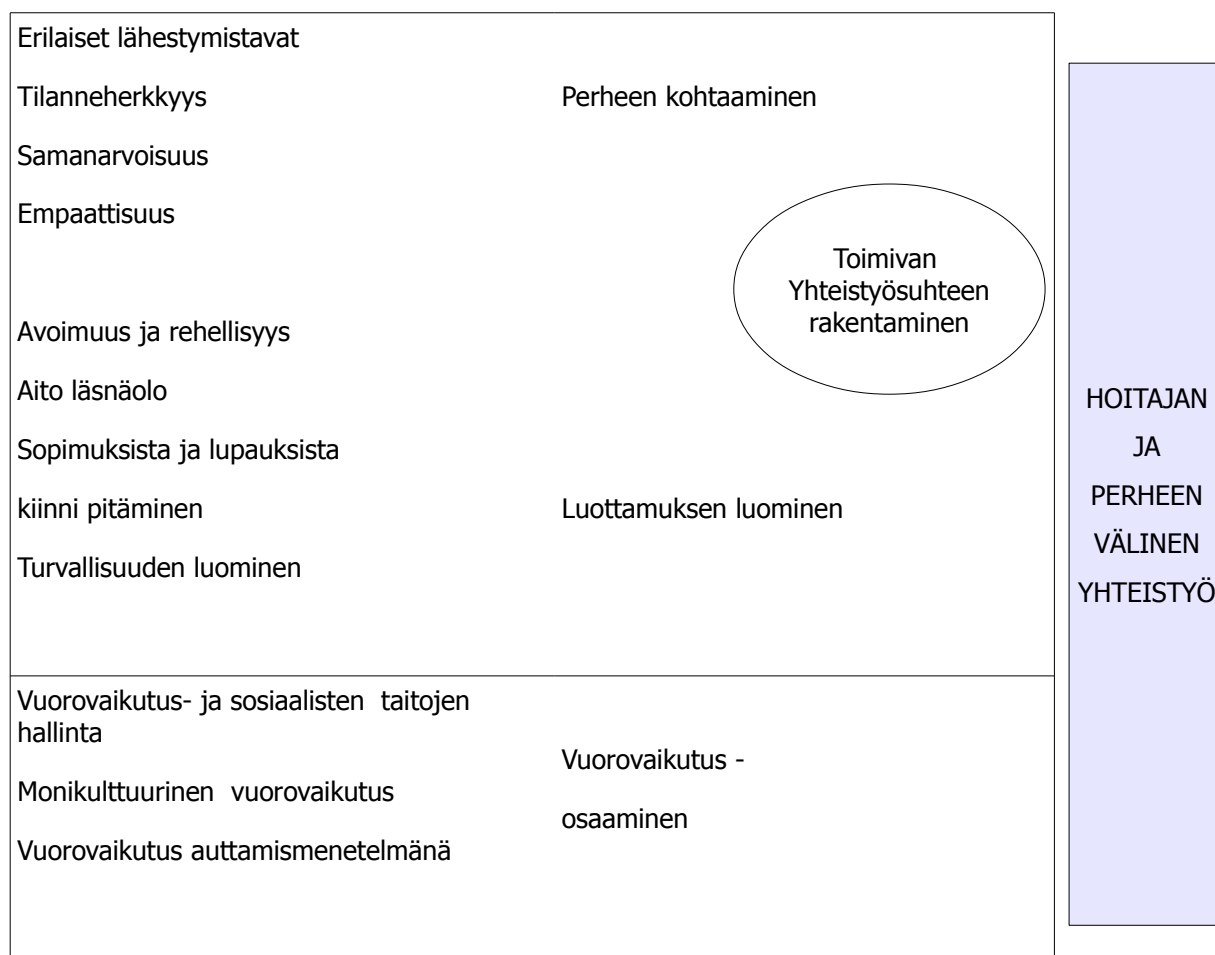 Erilaiset lähestymistavat
Tilanneherkkyys
Samanarvoisuus
Empaattisuus
Avoimuus ja rehellisyys
Aito läsnäolo
Sopimuksista ja lupauksista
kiinni pitäminen
Turvallisuuden luominen
Perheen kohtaaminen
Luottamuksen luominen
Toimivan
Yhteistyösuhteen
rakentaminen
Vuorovaikutus- ja sosiaalisten taitojen
hallinta
Monikulttuurinen vuorovaikutus
Vuorovaikutus auttamismenetelmänä
Vuorovaikutus -
osaaminen
HOITAJAN
JA
PERHEEN
VÄLINEN
YHTEISTYÖ